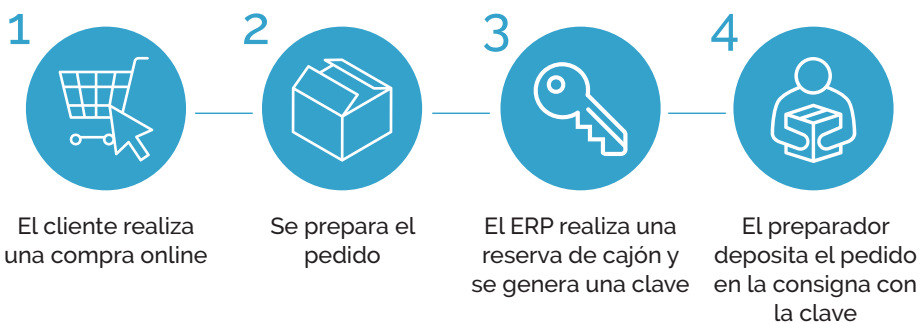 1
El cliente realiza
una compra online
2
Se prepara el
pedido
3
El ERP realiza una
reserva de cajón y
se genera una clave
4
El preparador
deposita el pedido
en la consigna con
la clave